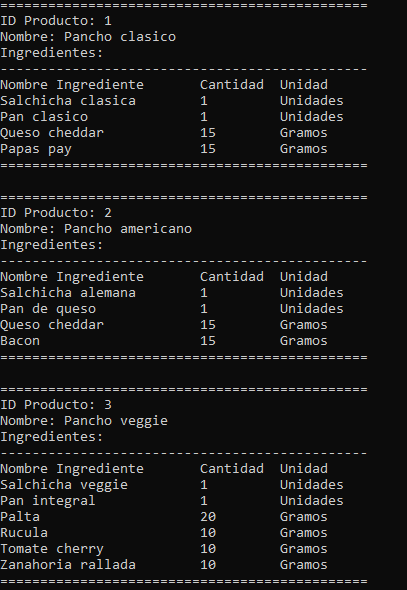 ==============================================
ID Producto: 1
Nombre: Pancho clasico
Ingredientes:
----------------------------------------------
Nombre Ingrediente       Cantidad  Unidad
Salchicha clasica        1         Unidades
Pan clasico              1         Unidades
Queso cheddar            15        Gramos
Papas pay                15        Gramos
==============================================

==============================================
ID Producto: 2
Nombre: Pancho americano
Ingredientes:
----------------------------------------------
Nombre Ingrediente       Cantidad  Unidad
Salchicha alemana        1         Unidades
Pan de queso             1         Unidades
Queso cheddar            15        Gramos
Bacon                    15        Gramos
==============================================

==============================================
ID Producto: 3
Nombre: Pancho veggie
Ingredientes:
----------------------------------------------
Nombre Ingrediente       Cantidad  Unidad
Salchicha veggie         1         Unidades
Pan integral             1         Unidades
Palta                    20        Gramos
Rucula                   10        Gramos
Tomate cherry            10        Gramos
Zanahoria rallada        10        Gramos
==============================================